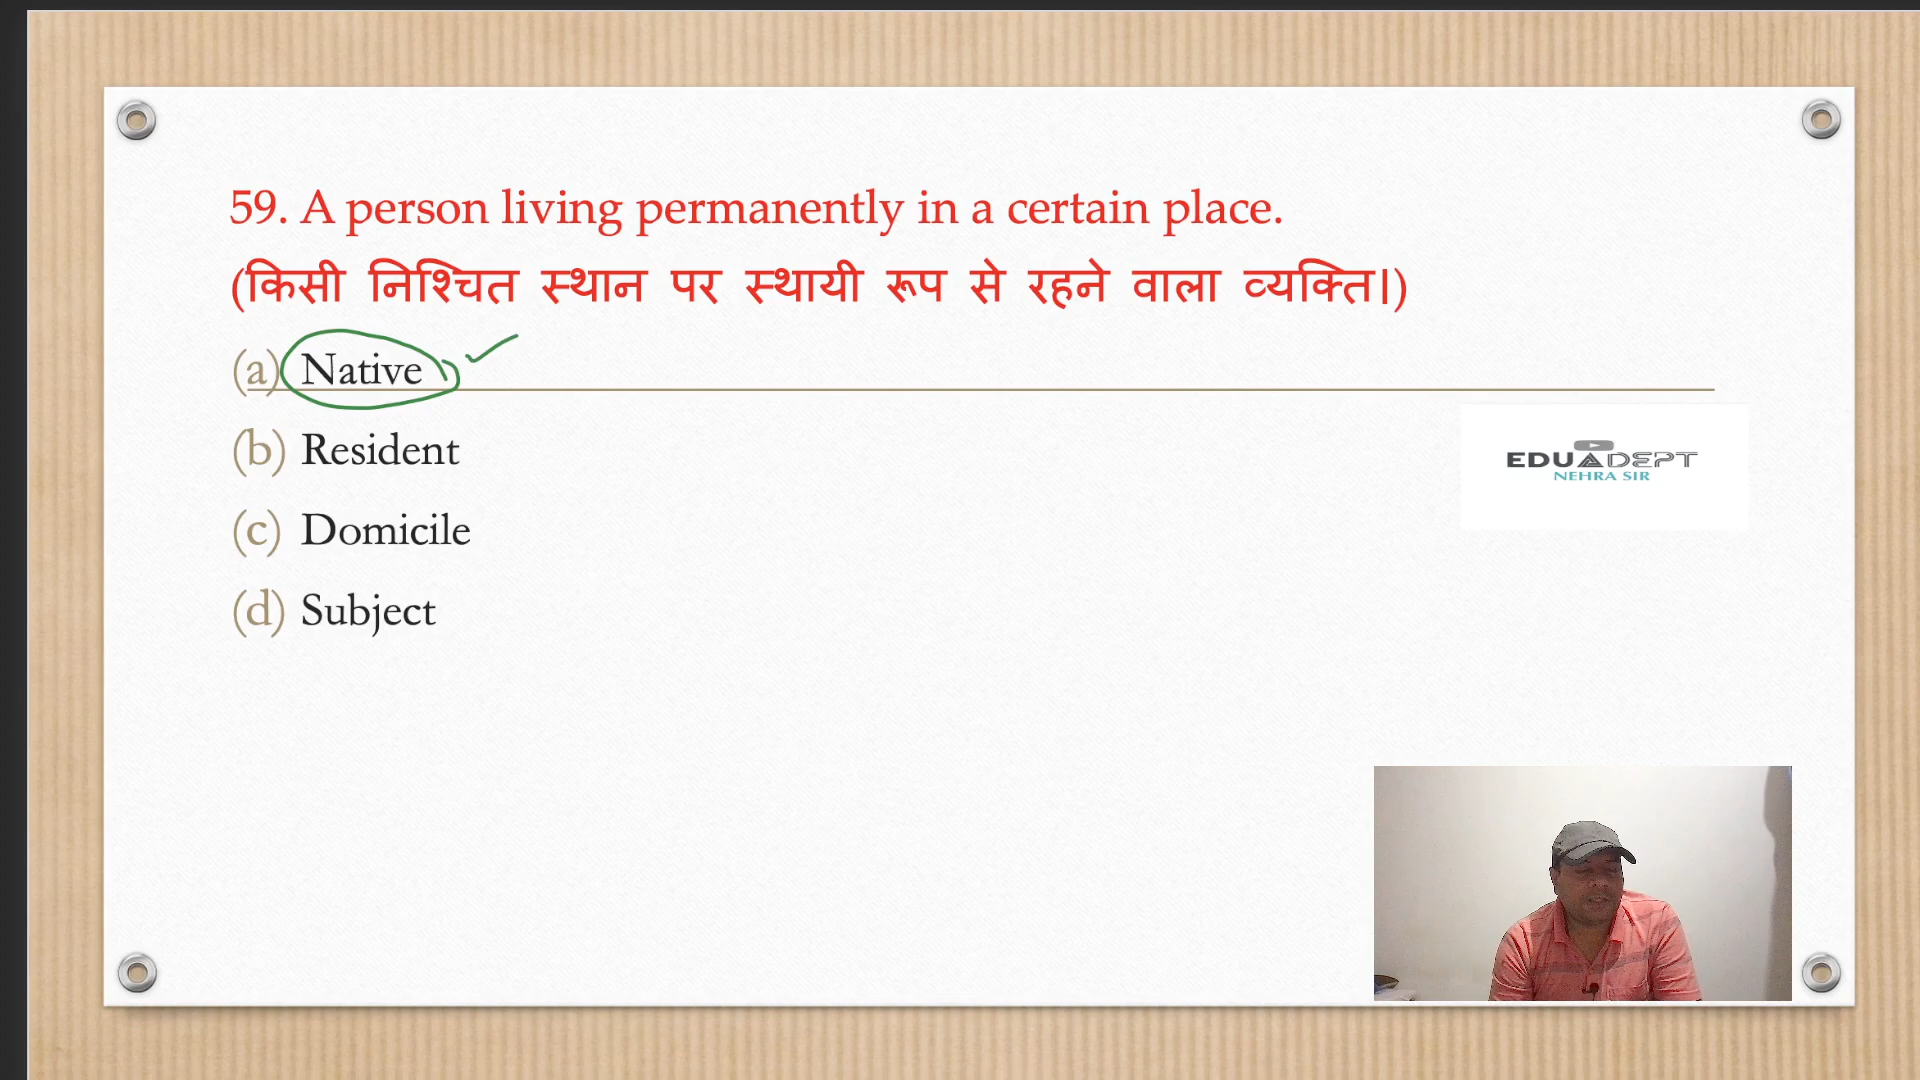 59. A person living permanently in a certain place.
(किसी निश्चित स्थान पर स्थायी रूप से रहने वाला व्यक्ति।)
(a) Native
(b) Resident
(c) Domicile
(d) Subject
EDUADEPT
NEHRA SIR